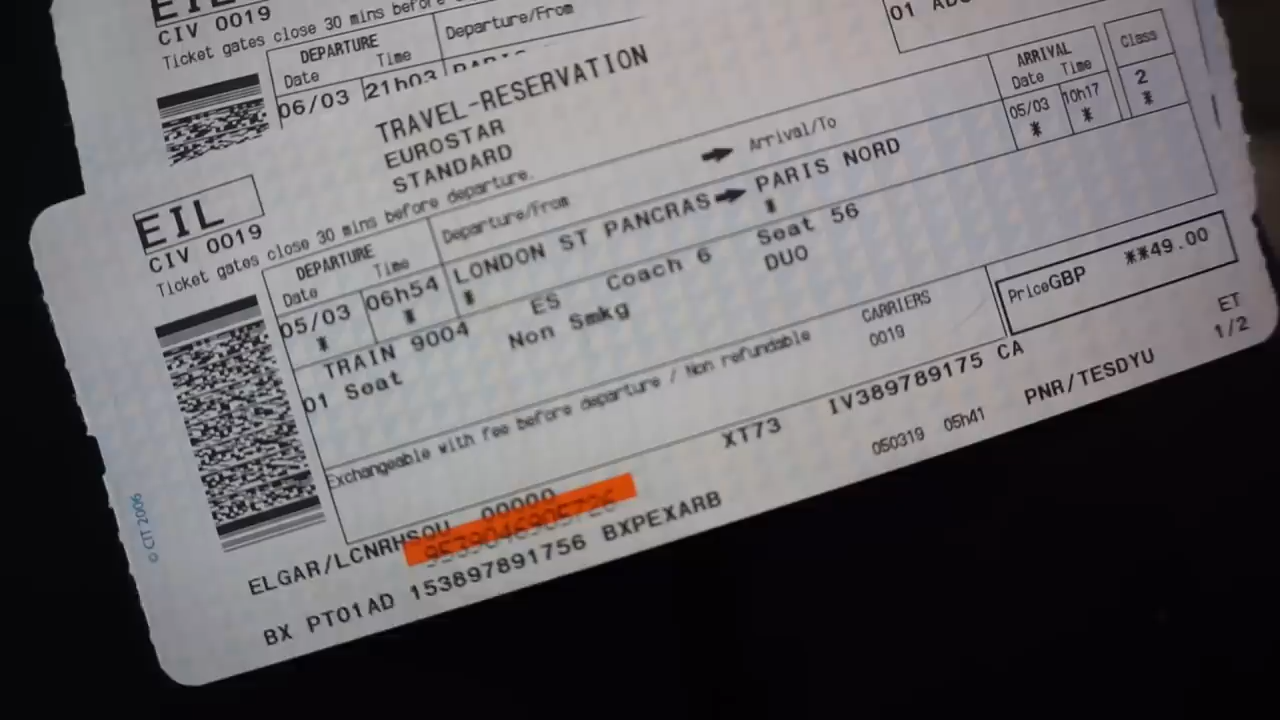 EIL
CIV 0019
Ticket gates close 30 mins before
DEPARTURE
Date Time
Departure/From
06/03 21h03
01
TRAVEL-RESERVATION
EUROSTAR
STANDARD
EIL
CIV 0019
Ticket gates close 30 mins before departure.
DEPARTURE
Date Time
Departure/From
Arrival/To
ARRIVAL
Date Time
Class
05/03 06h54 LONDON ST PANCRAS PARIS NORD 05/03 10h17 2
* * * * * * *
TRAIN 9004 ES Coach 6 Seat 56
01 Seat Non Smkg DUO
Exchangeable with fee before departure / Non refundable
CARRIERS
0019
PriceGBP **49.00
ET
1/2
XT73 IV389789175 CA
050319 05h41 PNR/TESDYU
ELGAR/LCNRHSOU 00000
BX PT01AD 153897891756 BXPEXARB
© CIT 2006